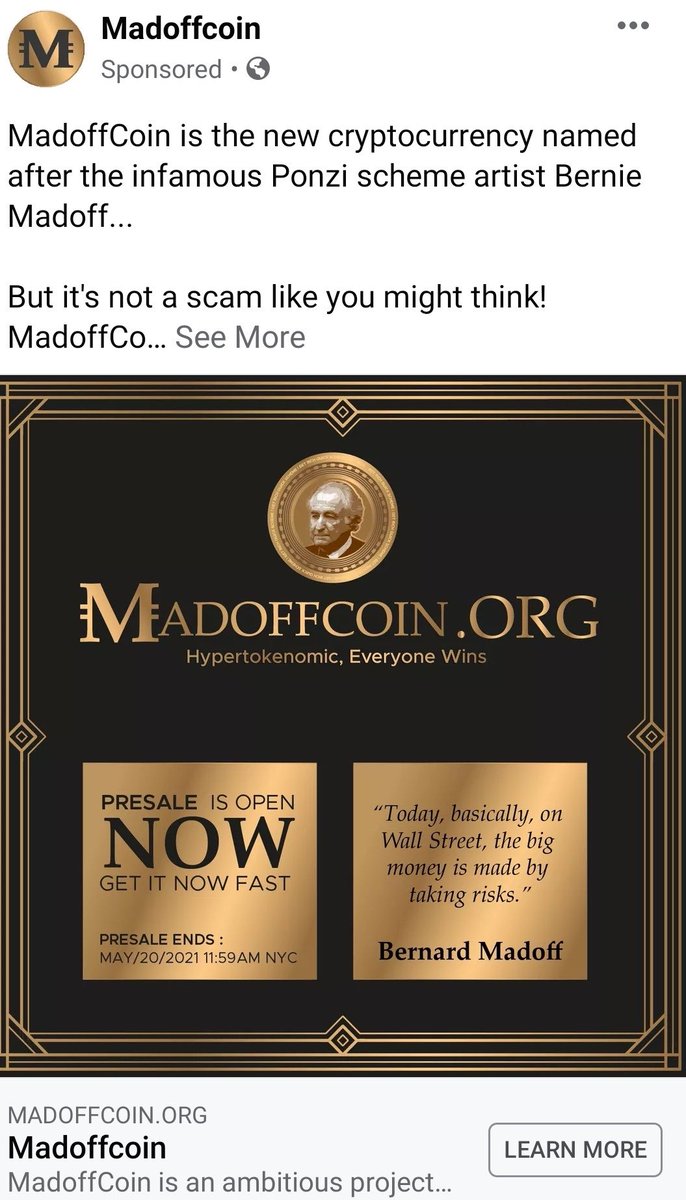 Madoffcoin
Sponsored •
MadoffCoin is the new cryptocurrency named
after the infamous Ponzi scheme artist Bernie
Madoff...
But it's not a scam like you might think!
MadoffCo... See More
MADOFFCOIN.ORG
Hypertokenomic, Everyone Wins
PRESALE IS OPEN
NOW
GET IT NOW FAST
PRESALE ENDS :
MAY/20/2021 11:59AM NYC
“Today, basically, on
Wall Street, the big
money is made by
taking risks.”
Bernard Madoff
MADOFFCOIN.ORG
Madoffcoin
LEARN MORE
MadoffCoin is an ambitious project...